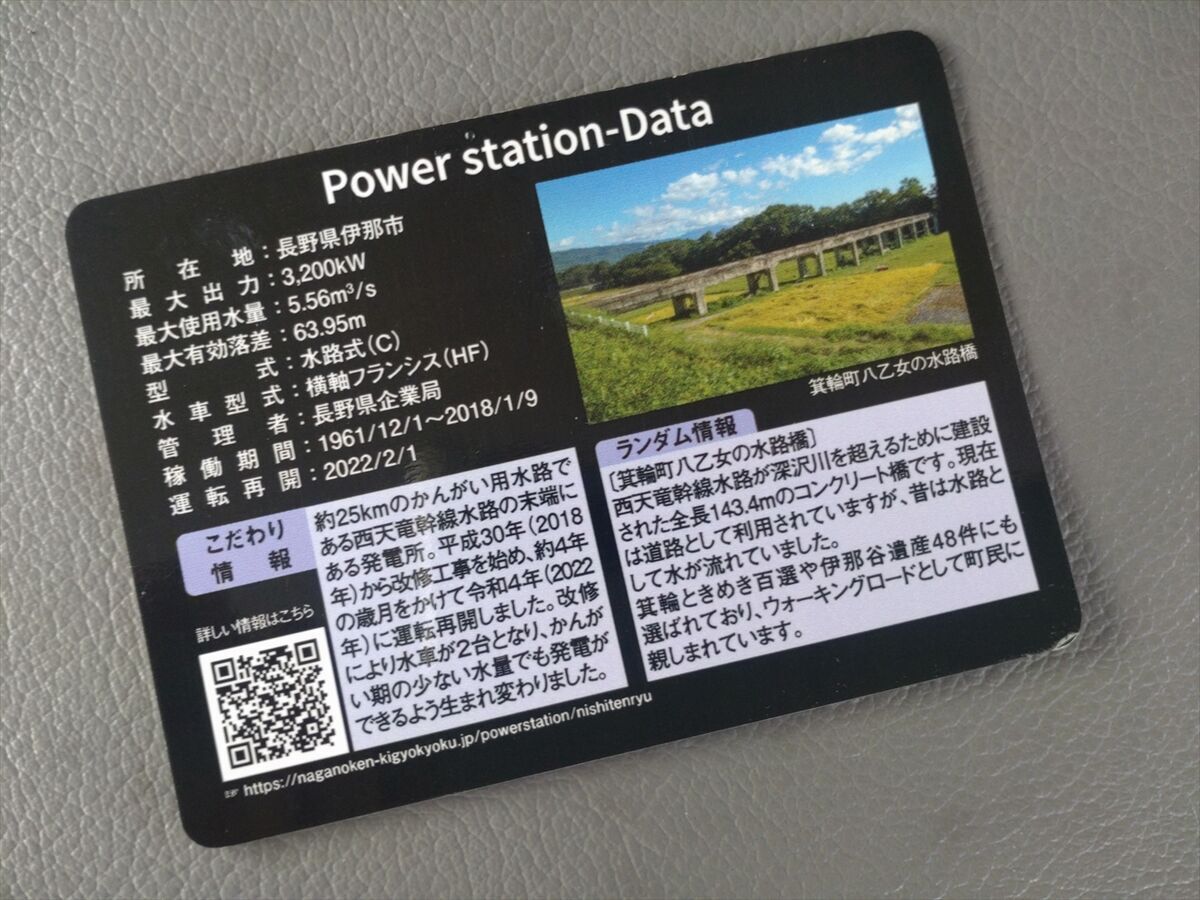 Power station-Data
所在地：長野県伊那市
最大出力：3,200kW
最大使用水量：5.56m³/s
最大有効落差：63.95m
型式：水路式(C)
水車型式：横軸フランシス(HF)
管理者：長野県企業局
稼働期間：1961/12/1～2018/1/9
運転再開：2022/2/1
箕輪町八乙女の水路橋
こだわり
情報
約25kmのかんがい用水路で
ある西天竜幹線水路の末端に
ある発電所。平成30年(2018
年)から改修工事を始め、約4年
の歳月をかけて令和4年(2022
年)に運転再開しました。改修
により水車が2台となり、かんが
い期の少ない水量でも発電が
できるよう生まれ変わりました。
ランダム情報
[箕輪町八乙女の水路橋]
西天竜幹線水路が深沢川を超えるために建設
された全長143.4mのコンクリート橋です。現在
は道路として利用されていますが、昔は水路と
して水が流れていました。
箕輪ときめき百選や伊那谷遺産48件にも
選ばれており、ウォーキングロードとして町民に
親しまれています。
詳しい情報はこちら
☞ https://naganoken-kigyokyoku.jp/powerstation/nishitenryu